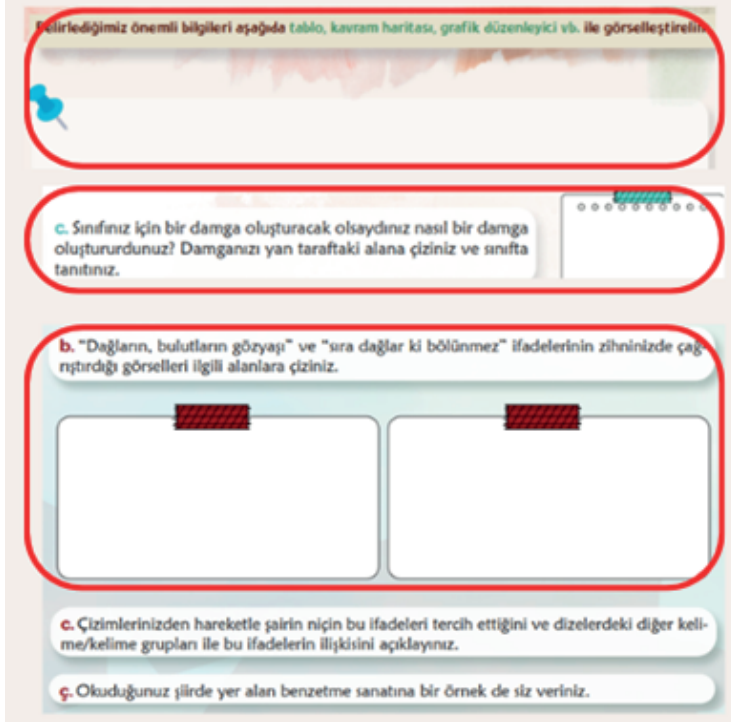 Belirlediğimiz önemli bilgileri aşağıda tablo, kavram haritası, grafik düzenleyici vb. ile görselleştirelim.
c. Sınıfınız için bir damga oluşturacak olsaydınız nasıl bir damga
oluştururdunuz? Damganızı yan taraftaki alana çiziniz ve sınıfta
tanıtınız.
b. "Dağların, bulutların gözyaşı" ve "sıra dağlar ki bölünmez" ifadelerinin zihninizde çağ-
rıştırdığı görselleri ilgili alanlara çiziniz.
c. Çizimlerinizden hareketle şairin niçin bu ifadeleri tercih ettiğini ve dizelerdeki diğer keli-
me/kelime grupları ile bu ifadelerin ilişkisini açıklayınız.
ç. Okuduğunuz şiirde yer alan benzetme sanatına bir örnek de siz veriniz.